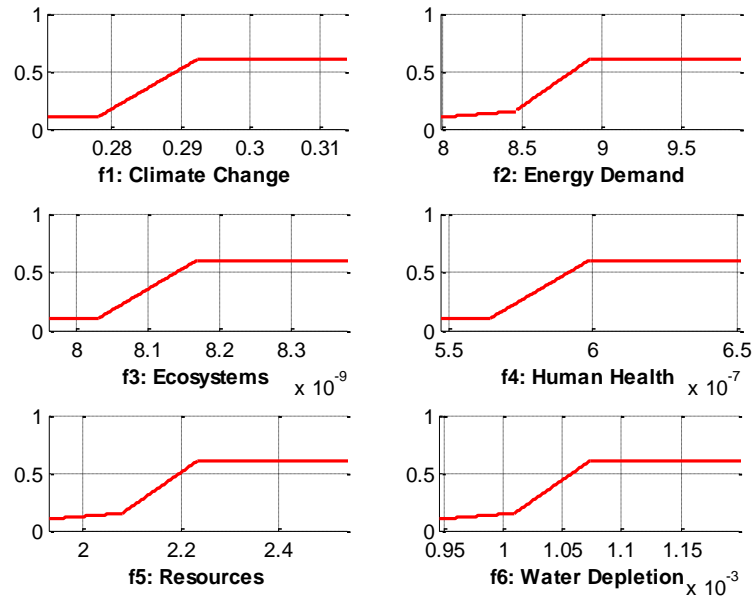 1
0.5
0
0.28 0.29 0.3 0.31
f1: Climate Change
1
0.5
0
8 8.5 9 9.5
f2: Energy Demand
1
0.5
0
8 8.1 8.2 8.3
f3: Ecosystems x 10-9
1
0.5
0
5.5 6 6.5
f4: Human Health x 10-7
1
0.5
0
2 2.2 2.4
f5: Resources
1
0.5
0
0.95 1 1.05 1.1 1.15
f6: Water Depletion x 10-3